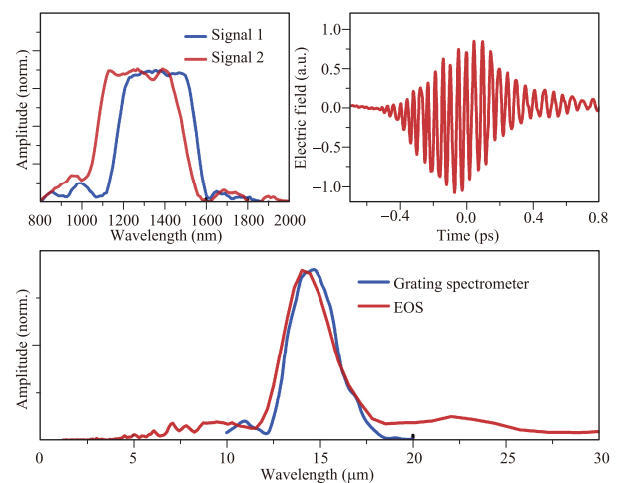 Amplitude (norm.)
Signal 1
Signal 2
800 1000 1200 1400 1600 1800 2000
Wavelength (nm)
Electric field (a.u.)
1.0
0.5
0.0
−0.5
−1.0
−0.4 0.0 0.4 0.8
Time (ps)
Amplitude (norm.)
Grating spectrometer
EOS
0 5 10 15 20 25 30
Wavelength (μm)